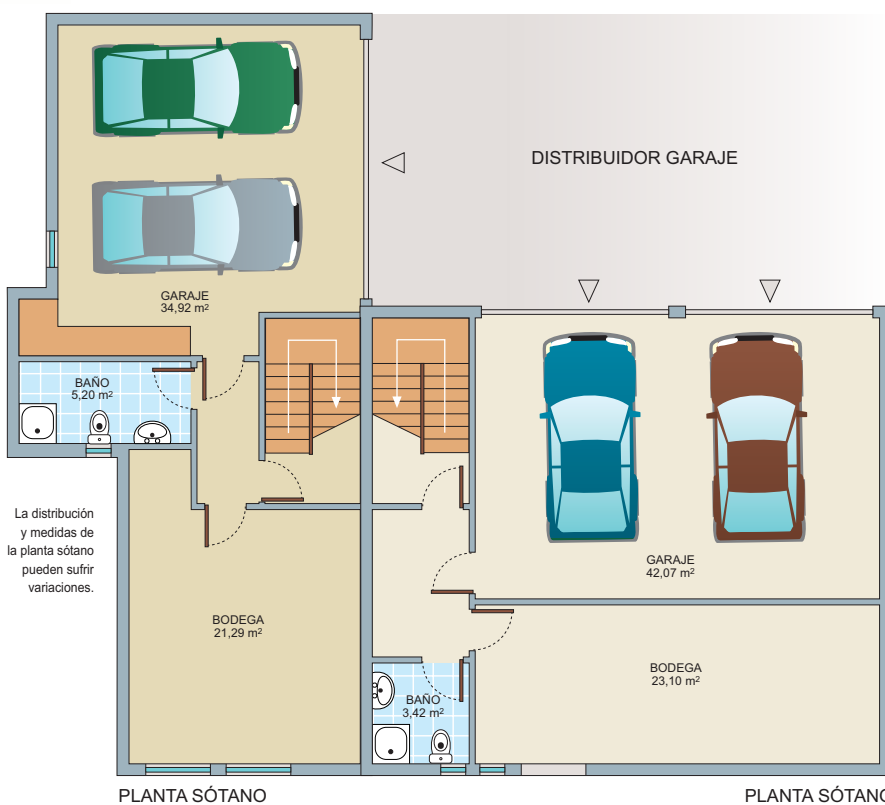 DISTRIBUIDOR GARAJE
GARAJE
34,92 m²
BAÑO
5,20 m²
La distribución
y medidas de
la planta sótano
pueden sufrir
variaciones.
GARAJE
42,07 m²
BODEGA
21,29 m²
BODEGA
23,10 m²
BAÑO
3,42 m²
PLANTA SÓTANO
PLANTA SÓTANO